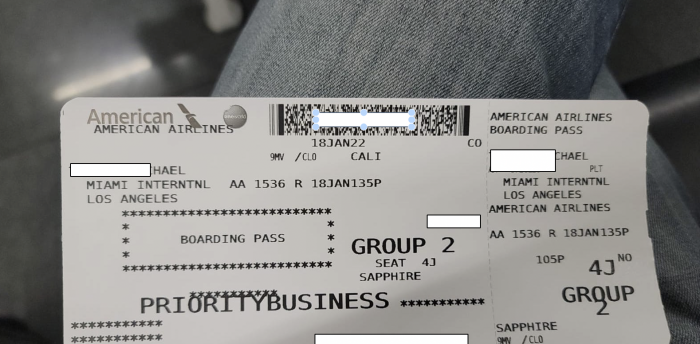 American
AMERICAN AIRLINES
18JAN22 CO
9MV /CLO CALI
HAEL
MIAMI INTERNTNL AA 1536 R 18JAN135P
LOS ANGELES
************************
* *
* BOARDING PASS *
* *
************************
GROUP 2
SEAT 4J
SAPPHIRE
**********
PRIORITYBUSINESS **********
***********
***********
AMERICAN AIRLINES
BOARDING PASS
CHAEL
PLT
MIAMI INTERNTNL
LOS ANGELES
AMERICAN AIRLINES
AA 1536 R 18JAN135P
105P 4J NO
GROUP
2
SAPPHIRE
9MV /CLO